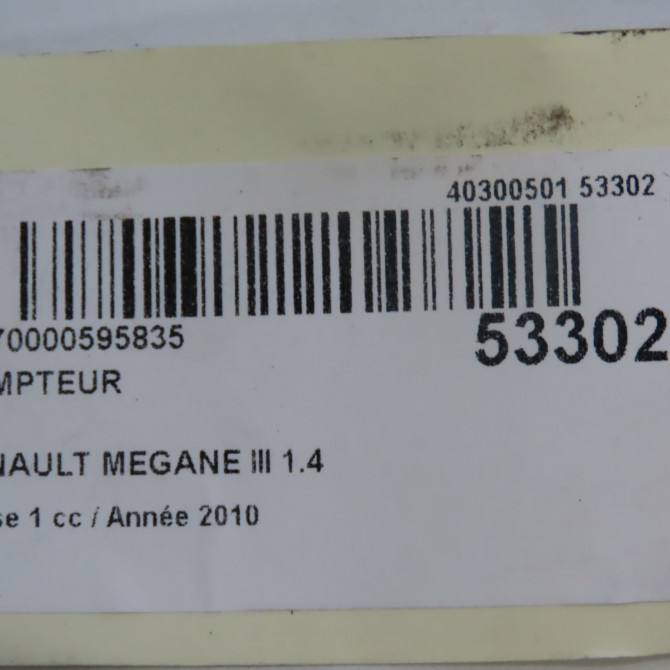 40300501 53302
70000595835
53302
MPTEUR
NAULT MEGANE III 1.4
se 1 cc / Année 2010